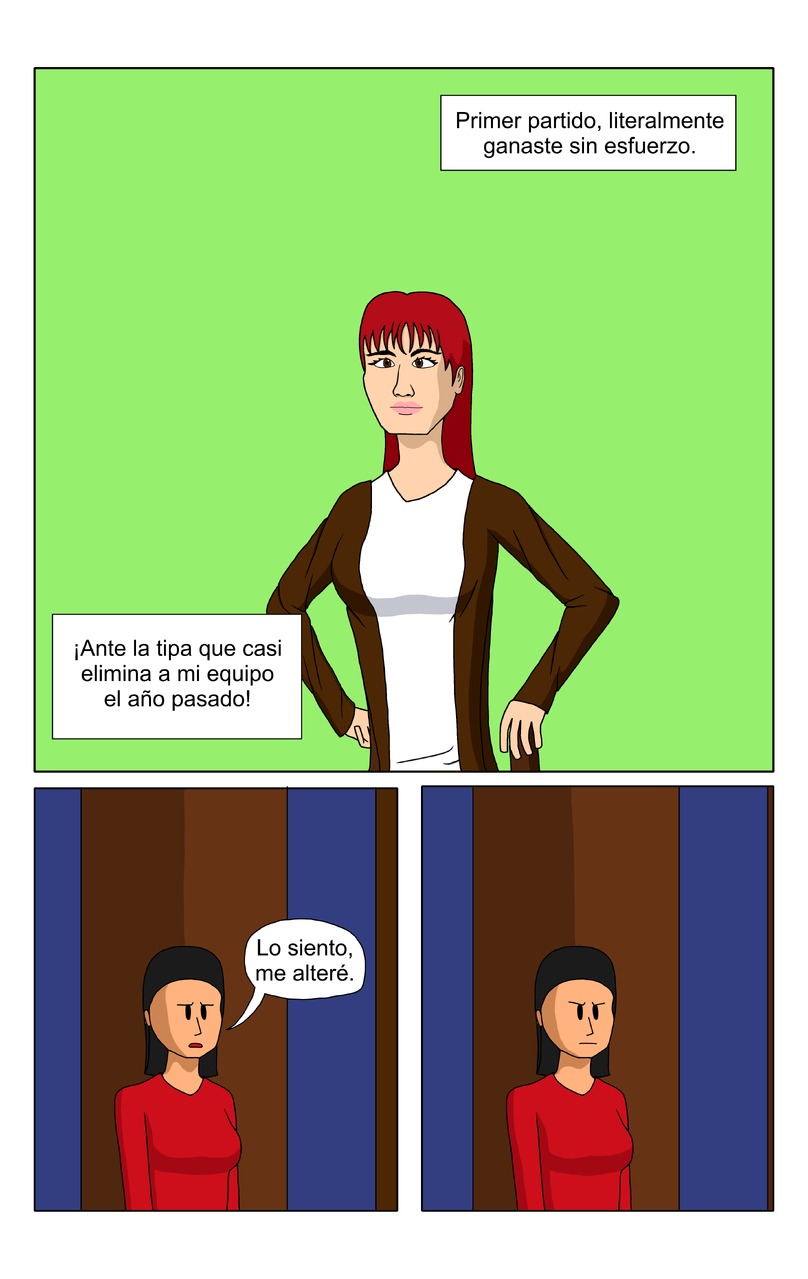 Primer partido, literalmente
ganaste sin esfuerzo.
¡Ante la tipa que casi
elimina a mi equipo
el año pasado!
Lo siento,
me alteré.